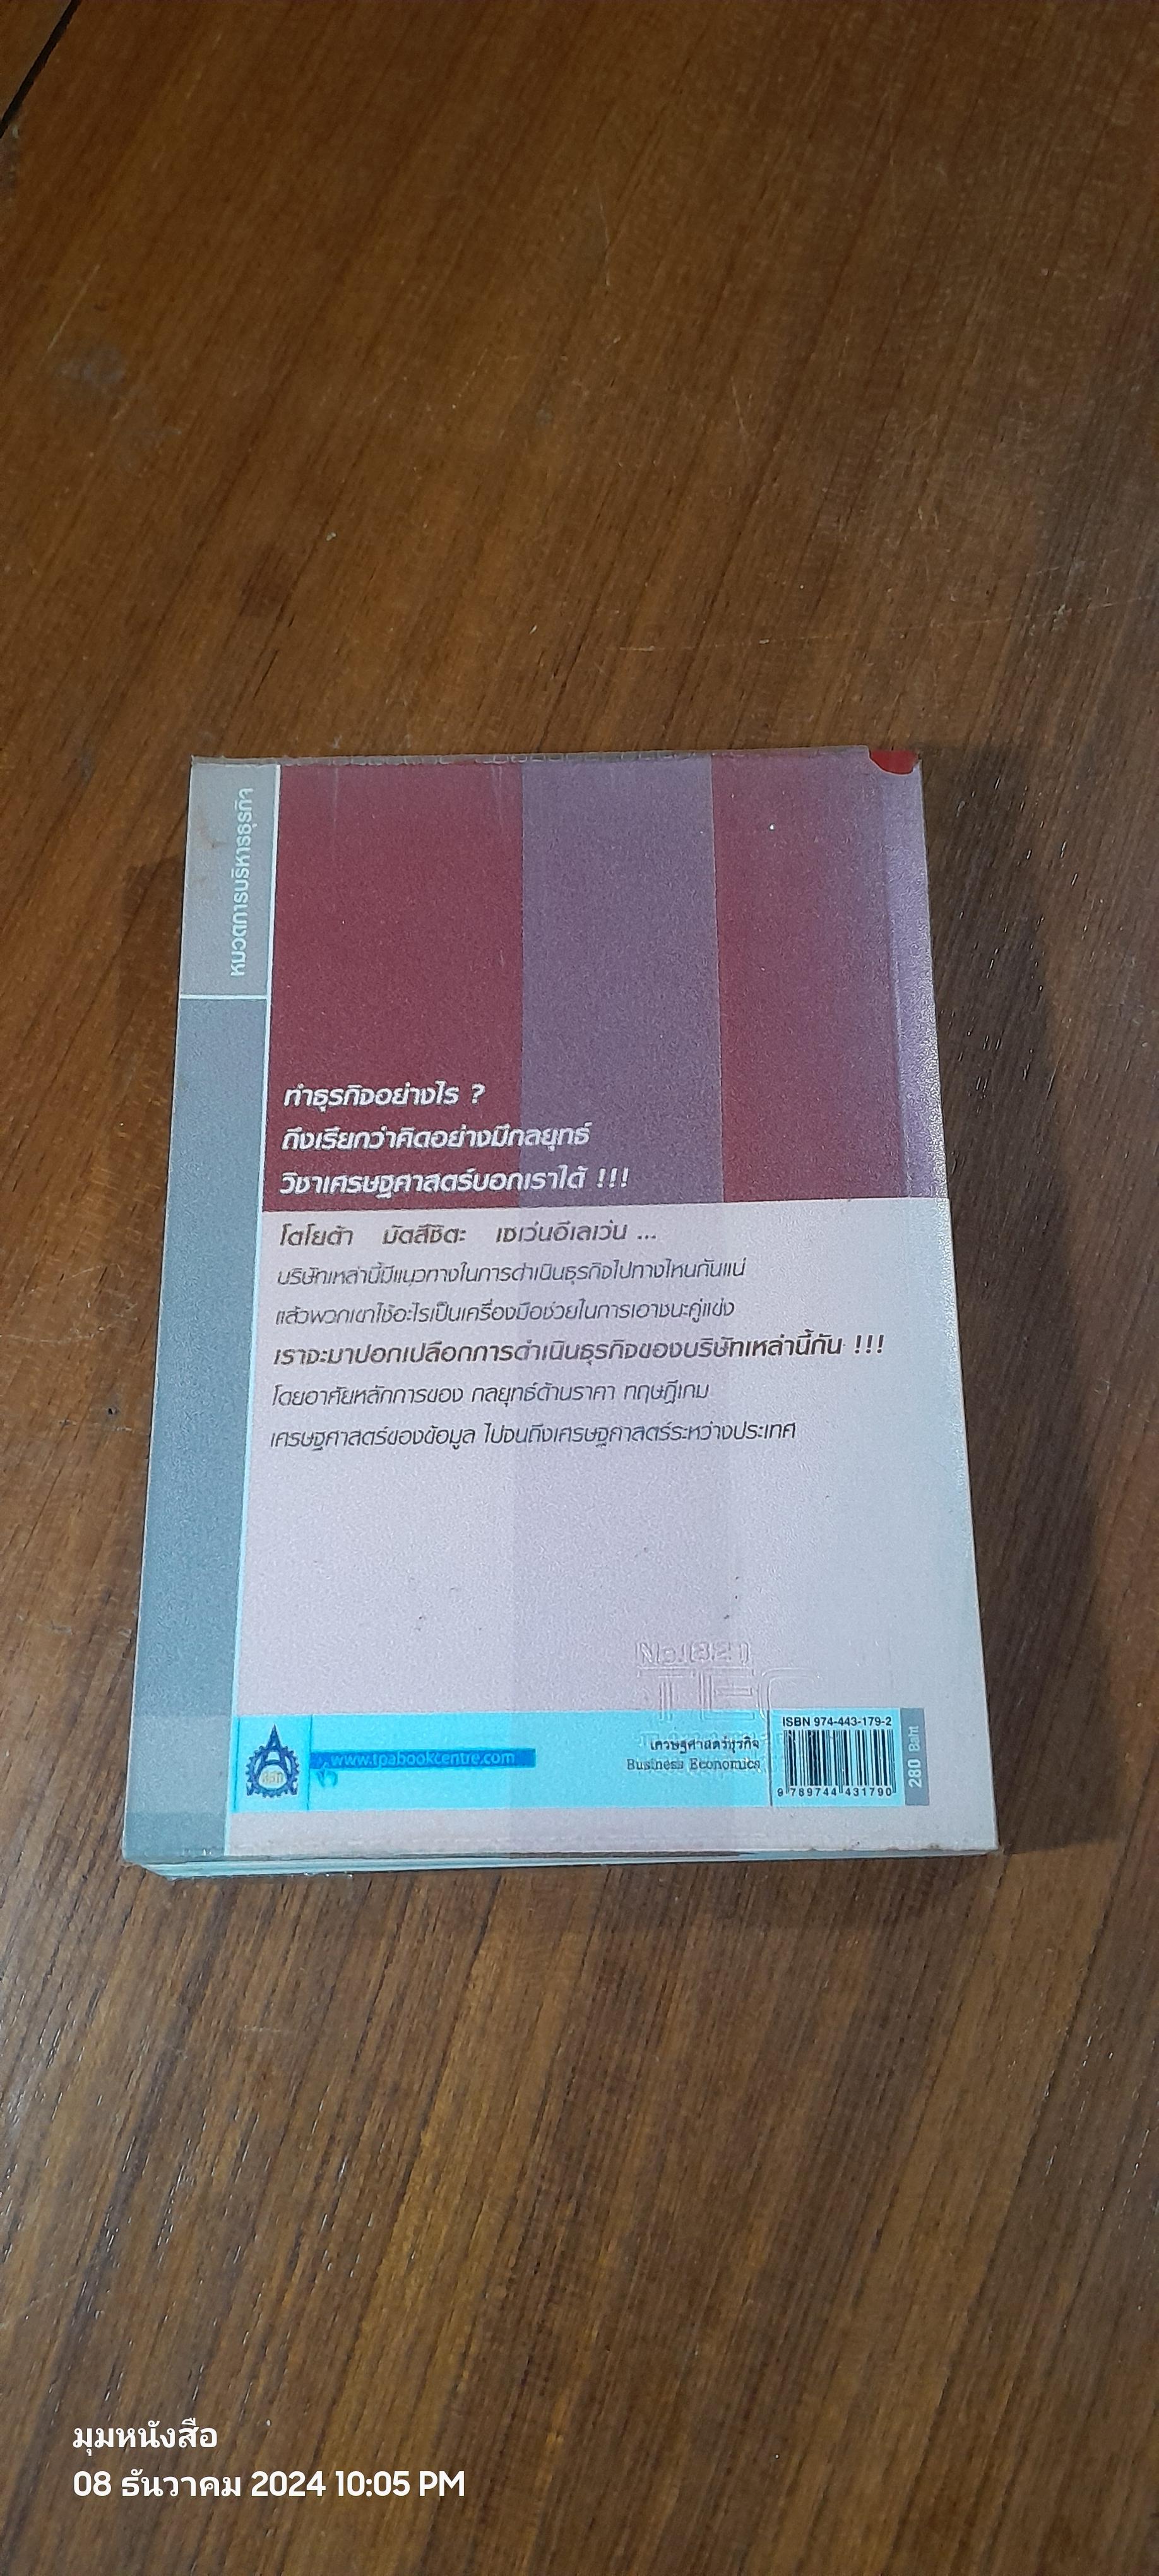 หมวดการบริหารธุรกิจ
ทำธุรกิจอย่างไร ?
ถึงเรียกว่าคิดอย่างมีกลยุทธ์
วิชาเศรษฐศาสตร์บอกเราได้ !!!
โตโยต้า มัตสึชิตะ เซเว่นอีเลเว่น ...
บริษัทเหล่านี้มีแนวทางในการดำเนินธุรกิจไปทางไหนกันแน่
แล้วพวกเขาใช้อะไรเป็นเครื่องมือช่วยในการเอาชนะคู่แข่ง
เราจะมาปอกเปลือกการดำเนินธุรกิจของบริษัทเหล่านี้กัน !!!
โดยอาศัยหลักการของ กลยุทธ์ด้านราคา ทฤษฎีเกม
เศรษฐศาสตร์ของข้อมูล ไปจนถึงเศรษฐศาสตร์ระหว่างประเทศ
www.tpabookcentre.com
เศรษฐศาสตร์ธุรกิจ
Business Economics
ISBN 974-443-179-2
9 789744 431790
280 Baht
มุมหนังสือ
08 ธันวาคม 2024 10:05 PM